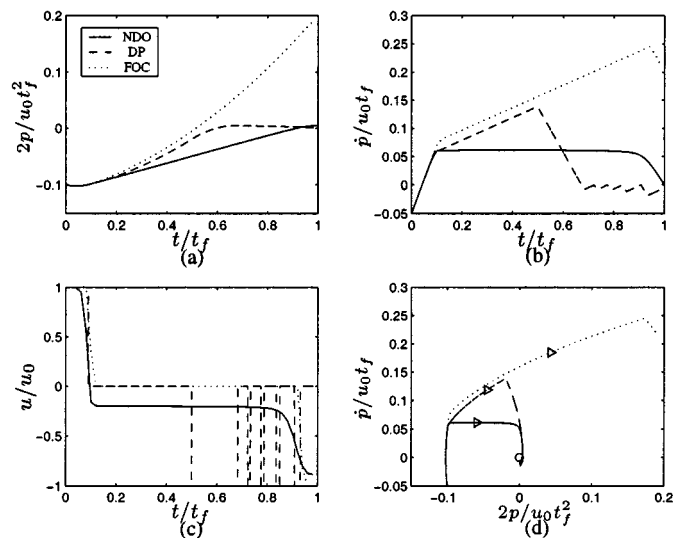 0.2
0.1
0
-0.1
2p/u₀t_f²
NDO
DP
FOC
0 0.2 0.4 0.6 0.8 1
t/t_f
(a)
0.3
0.25
0.2
0.15
0.1
0.05
0
-0.05
ṗ/u₀t_f
0 0.2 0.4 0.6 0.8 1
t/t_f
(b)
1
0.5
0
-0.5
-1
u/u₀
0 0.2 0.4 0.6 0.8 1
t/t_f
(c)
0.3
0.25
0.2
0.15
0.1
0.05
0
-0.05
ṗ/u₀t_f
-0.1 0 0.1 0.2
2p/u₀t_f²
(d)